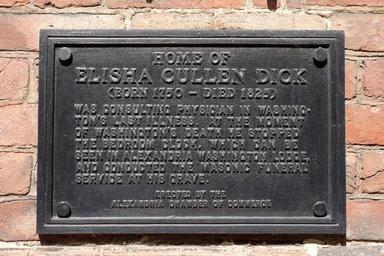 HOME OF
ELISHA CULLEN DICK
(BORN 1750 – DIED 1825)
WAS CONSULTING PHYSICIAN IN WASHING-
TON'S LAST ILLNESS. AT THE MOMENT
OF WASHINGTON'S DEATH HE STOPPED
THE BEDROOM CLOCK, WHICH CAN BE
SEEN IN ALEXANDRIA WASHINGTON LODGE,
AND CONDUCTED THE MASONIC FUNERAL
SERVICE AT HIS GRAVE.
ERECTED BY THE
ALEXANDRIA CHAMBER OF COMMERCE